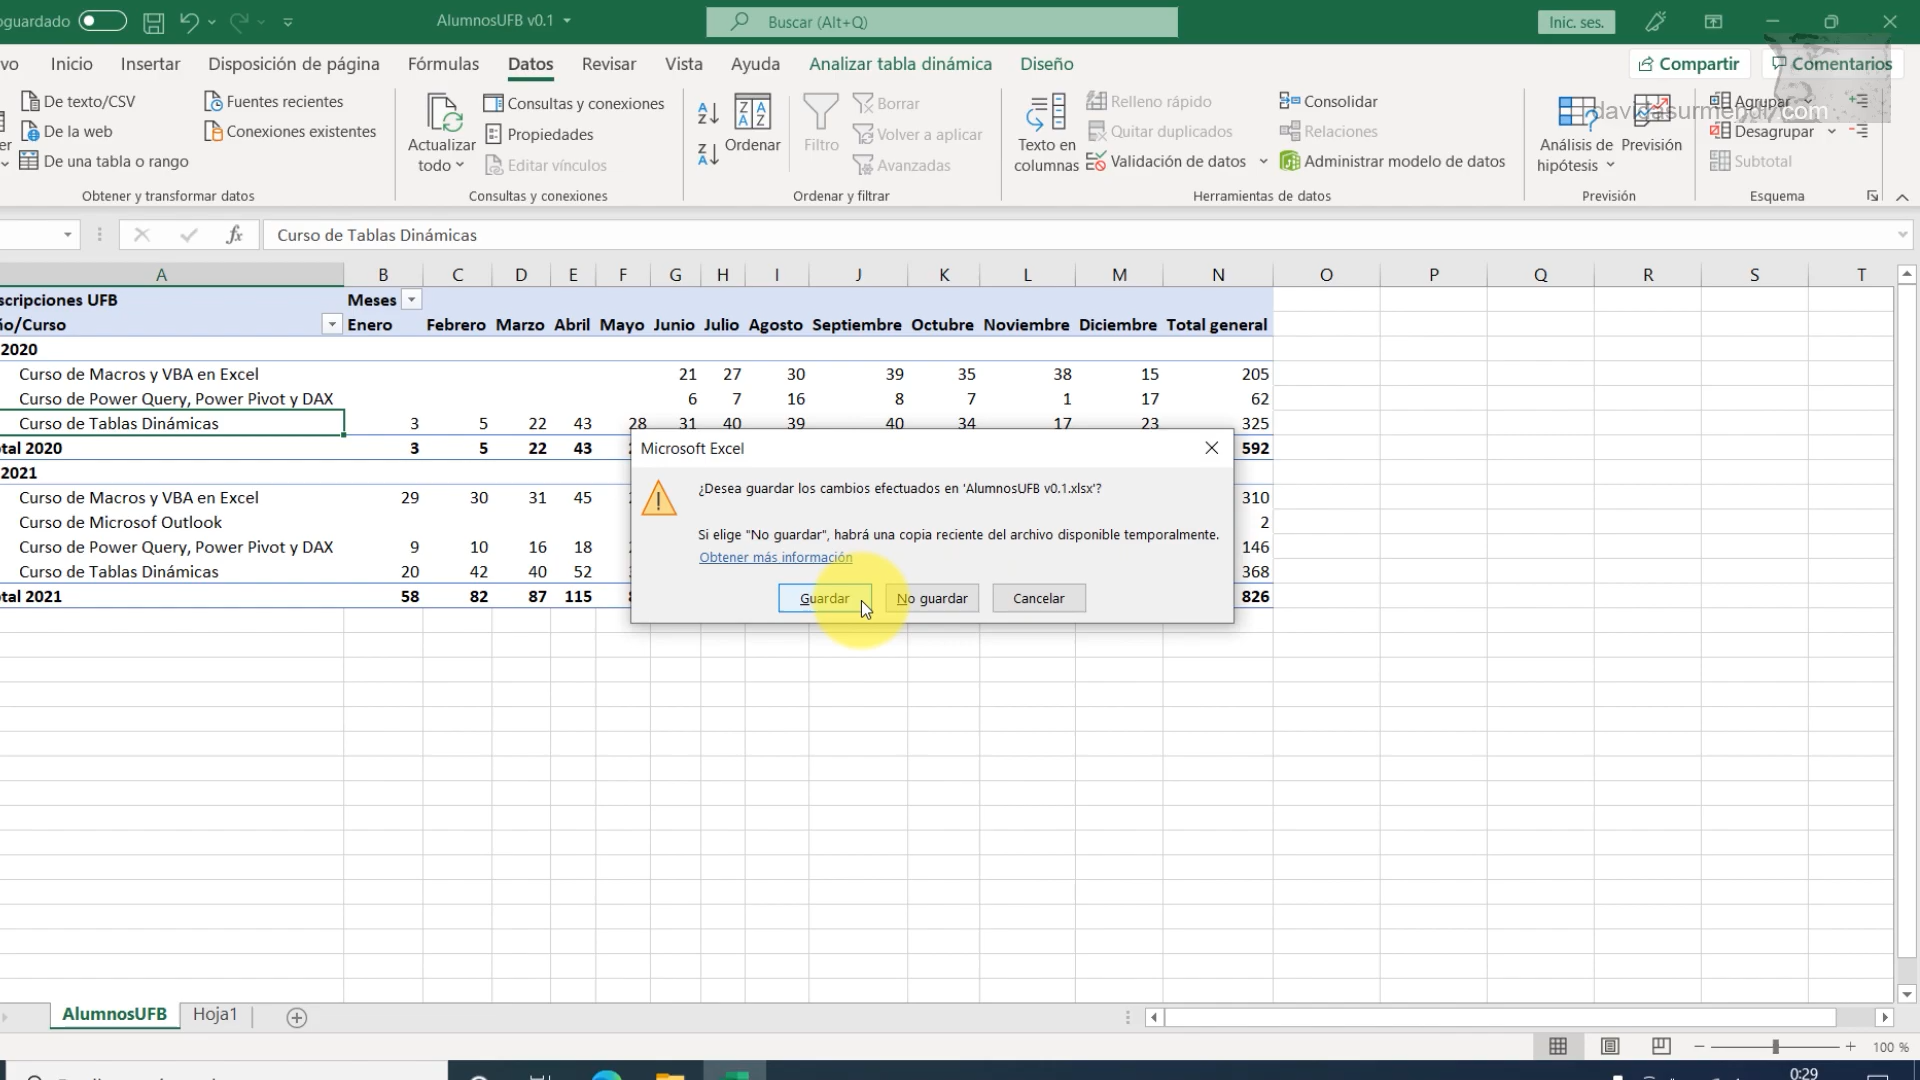 oguardado
AlumnosUFB v0.1
Buscar (Alt+Q)
Inic. ses.
vo Inicio Insertar Disposición de página Fórmulas Datos Revisar Vista Ayuda Analizar tabla dinámica Diseño
Compartir Comentarios
De texto/CSV
De la web
De una tabla o rango
Fuentes recientes
Conexiones existentes
Obtener y transformar datos
Actualizar todo
Consultas y conexiones
Propiedades
Editar vínculos
Consultas y conexiones
Ordenar
Filtro
Borrar
Volver a aplicar
Avanzadas
Ordenar y filtrar
Texto en columnas
Relleno rápido
Quitar duplicados
Validación de datos
Consolidar
Relaciones
Administrar modelo de datos
Herramientas de datos
Análisis de hipótesis
Previsión
Previsión
Agrupar
Desagrupar
Subtotal
Esquema
davidasurmendi.com
fx Curso de Tablas Dinámicas
A B C D E F G H I J K L M N O P Q R S T
scripciones UFB Meses
ño/Curso Enero Febrero Marzo Abril Mayo Junio Julio Agosto Septiembre Octubre Noviembre Diciembre Total general
2020
Curso de Macros y VBA en Excel 21 27 30 39 35 38 15 205
Curso de Power Query, Power Pivot y DAX 6 7 16 8 7 1 17 62
Curso de Tablas Dinámicas 3 5 22 43 28 31 40 39 40 34 17 23 325
otal 2020 3 5 22 43 592
2021
Curso de Macros y VBA en Excel 29 30 31 45 310
Curso de Microsof Outlook 2
Curso de Power Query, Power Pivot y DAX 9 10 16 18 146
Curso de Tablas Dinámicas 20 42 40 52 368
otal 2021 58 82 87 115 826
Microsoft Excel
¿Desea guardar los cambios efectuados en 'AlumnosUFB v0.1.xlsx'?
Si elige "No guardar", habrá una copia reciente del archivo disponible temporalmente.
Obtener más información
Guardar No guardar Cancelar
AlumnosUFB Hoja1
100 %
0:29